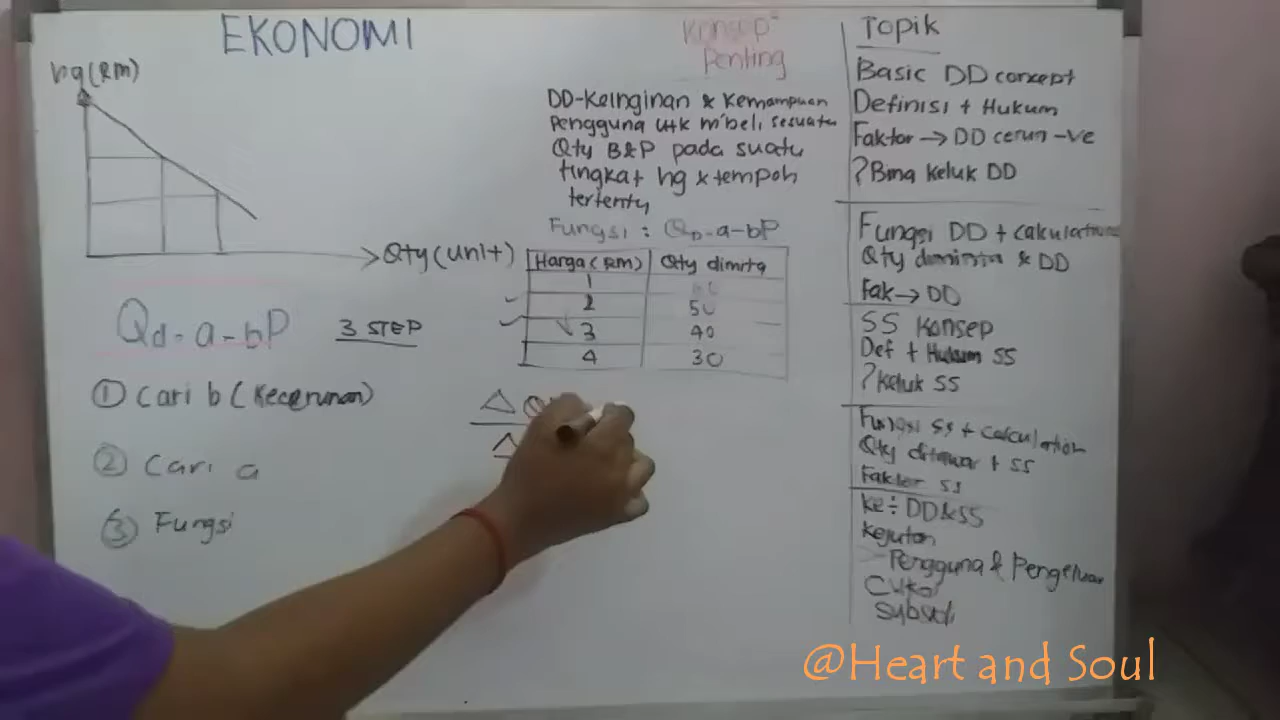 EKONOMI
hg(RM)
Qty(unit)
Qd = a-bP
3 STEP
① Cari b (Kecerunan)
② Cari a
③ Fungsi
Konsep²
Penting
DD-Keinginan & Kemampuan
Pengguna utk m'beli sesuatu
Qty B&P pada suatu
tingkat hg & tempoh
tertentu
Fungsi : QD = a-bP
Harga (RM) Qty diminta
1
2 50
3 40
4 30
Δ
Δ
Topik
Basic DD concept
Definisi + Hukum
Faktor → DD cerun -ve
? Bina Keluk DD
Fungsi DD + calculation
Qty diminta & DD
Fak → DD
SS Konsep
Def + Hukum SS
? Keluk SS
Fungsi SS + calculation
Qty ditawar + SS
Faktor SS
Ke÷ DD&SS
Kejutan
Pengguna & Pengeluar
Cukai
Subsidi
@Heart and Soul